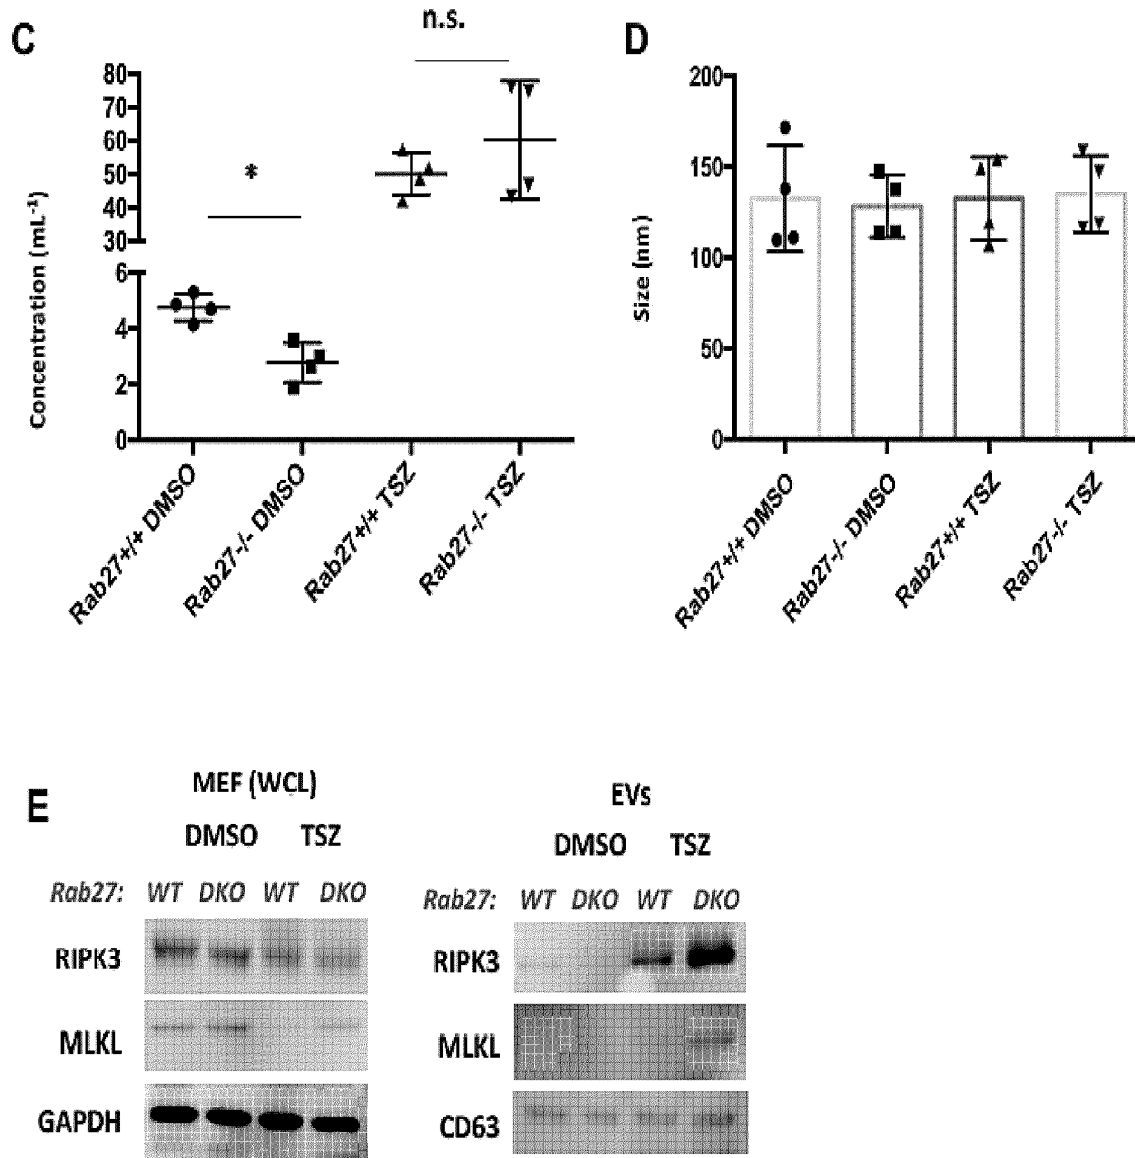 C
n.s.
*
Concentration (mL⁻¹)
80
70
60
50
40
30
6
4
2
0
Rab27+/+ DMSO
Rab27-/- DMSO
Rab27+/+ TSZ
Rab27-/- TSZ
D
Size (nm)
200
150
100
50
0
Rab27+/+ DMSO
Rab27-/- DMSO
Rab27+/+ TSZ
Rab27-/- TSZ
E
MEF (WCL)
DMSO TSZ
Rab27: WT DKO WT DKO
RIPK3
MLKL
GAPDH
EVs
DMSO TSZ
Rab27: WT DKO WT DKO
RIPK3
MLKL
CD63